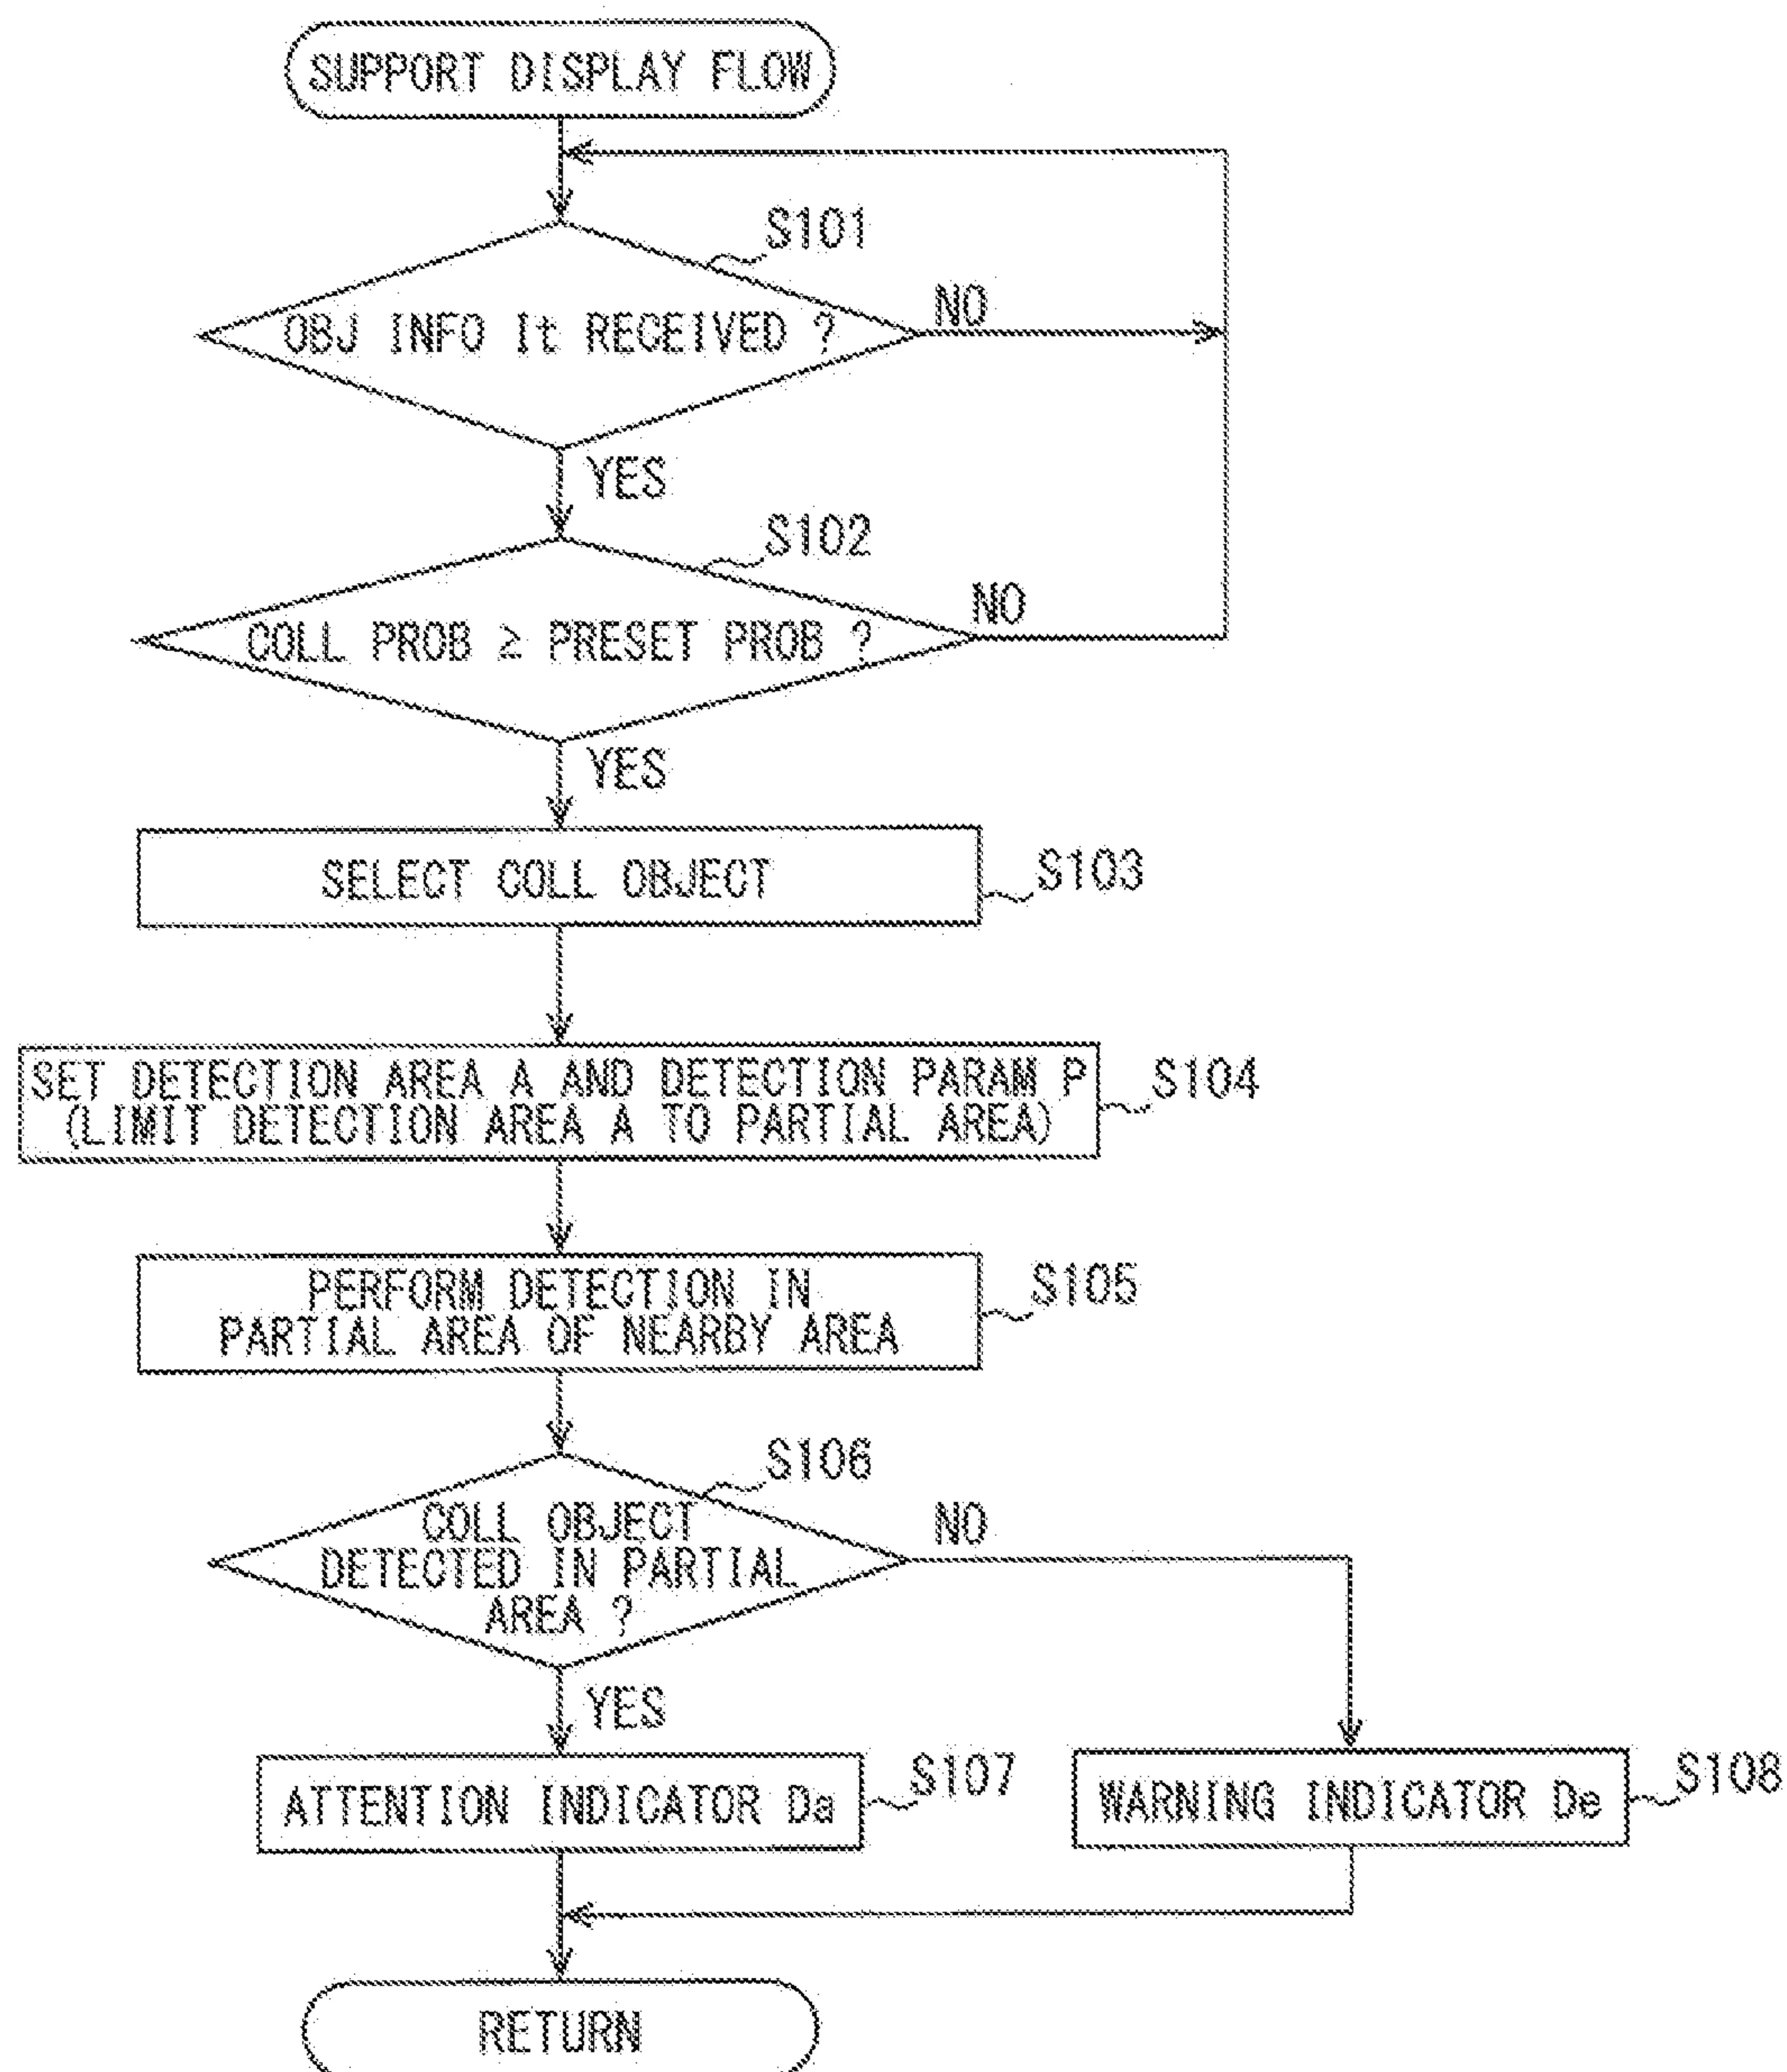 SUPPORT DISPLAY FLOW
S101
OBJ INFO It RECEIVED ?
NO
YES
S102
COLL PROB ≥ PRESET PROB ?
NO
YES
SELECT COLL OBJECT
S103
SET DETECTION AREA A AND DETECTION PARAM P
(LIMIT DETECTION AREA A TO PARTIAL AREA)
S104
PERFORM DETECTION IN
PARTIAL AREA OF NEARBY AREA
S105
S106
COLL OBJECT
DETECTED IN PARTIAL
AREA ?
NO
YES
ATTENTION INDICATOR Da
S107
WARNING INDICATOR De
S108
RETURN